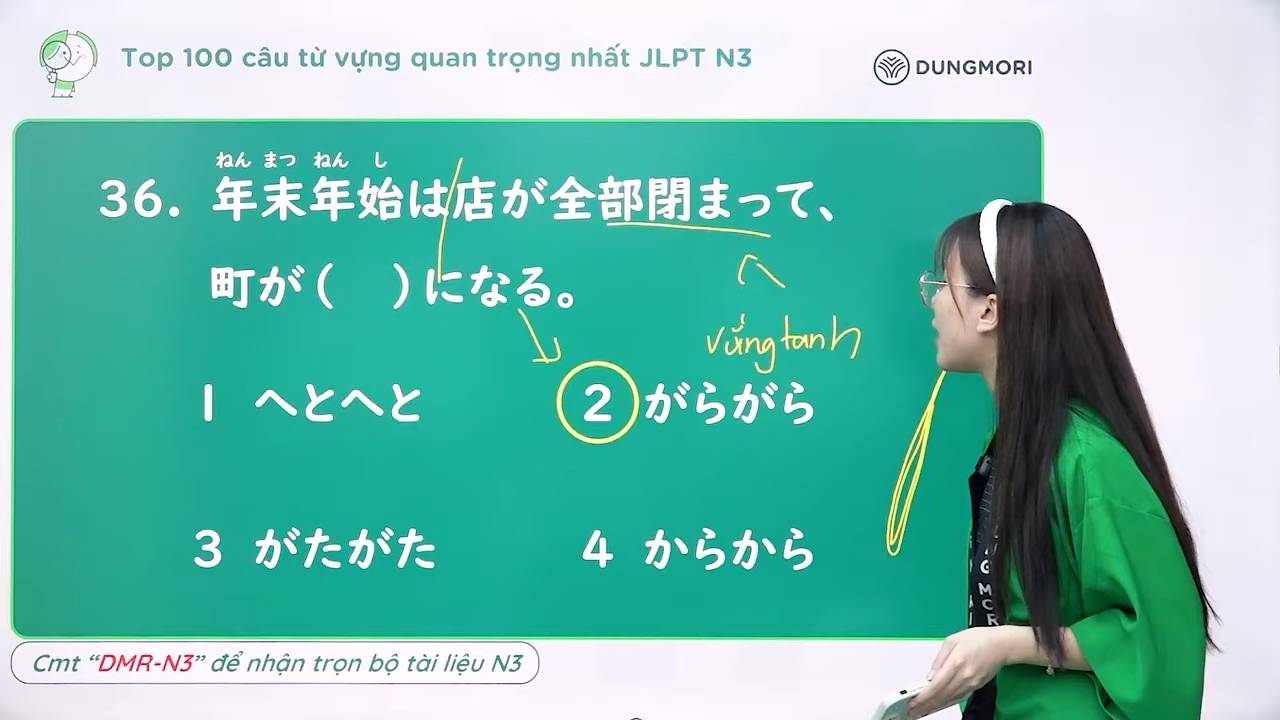 Top 100 câu từ vựng quan trọng nhất JLPT N3
DUNGMORI
ねん まつ ねん し
36. 年末年始は店が全部閉まって、
町が(　)になる。
vắng tanh
1 へとへと
2 がらがら
3 がたがた
4 からから
Cmt “DMR-N3” để nhận trọn bộ tài liệu N3